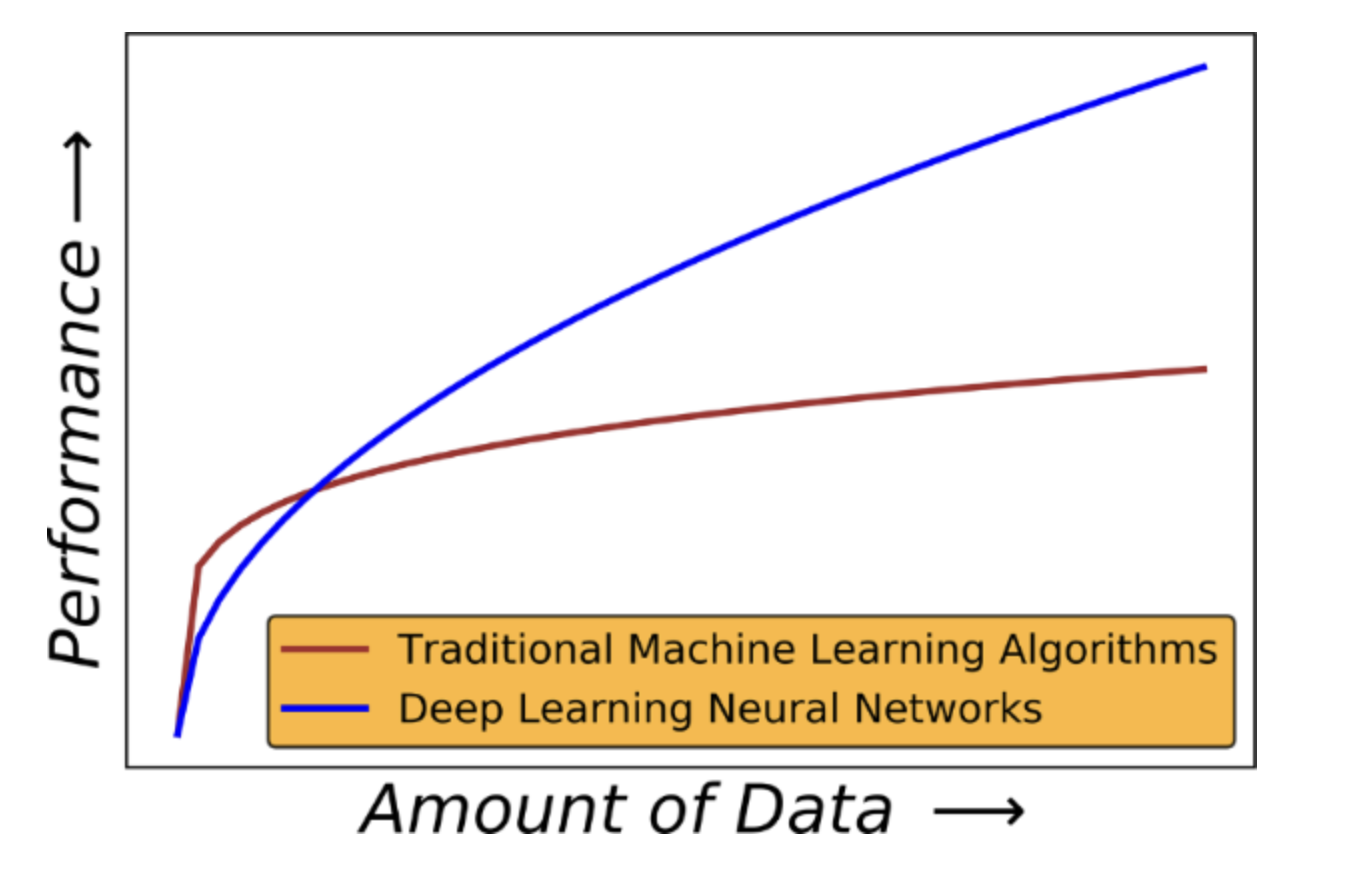 Performance →
Traditional Machine Learning Algorithms
Deep Learning Neural Networks
Amount of Data →